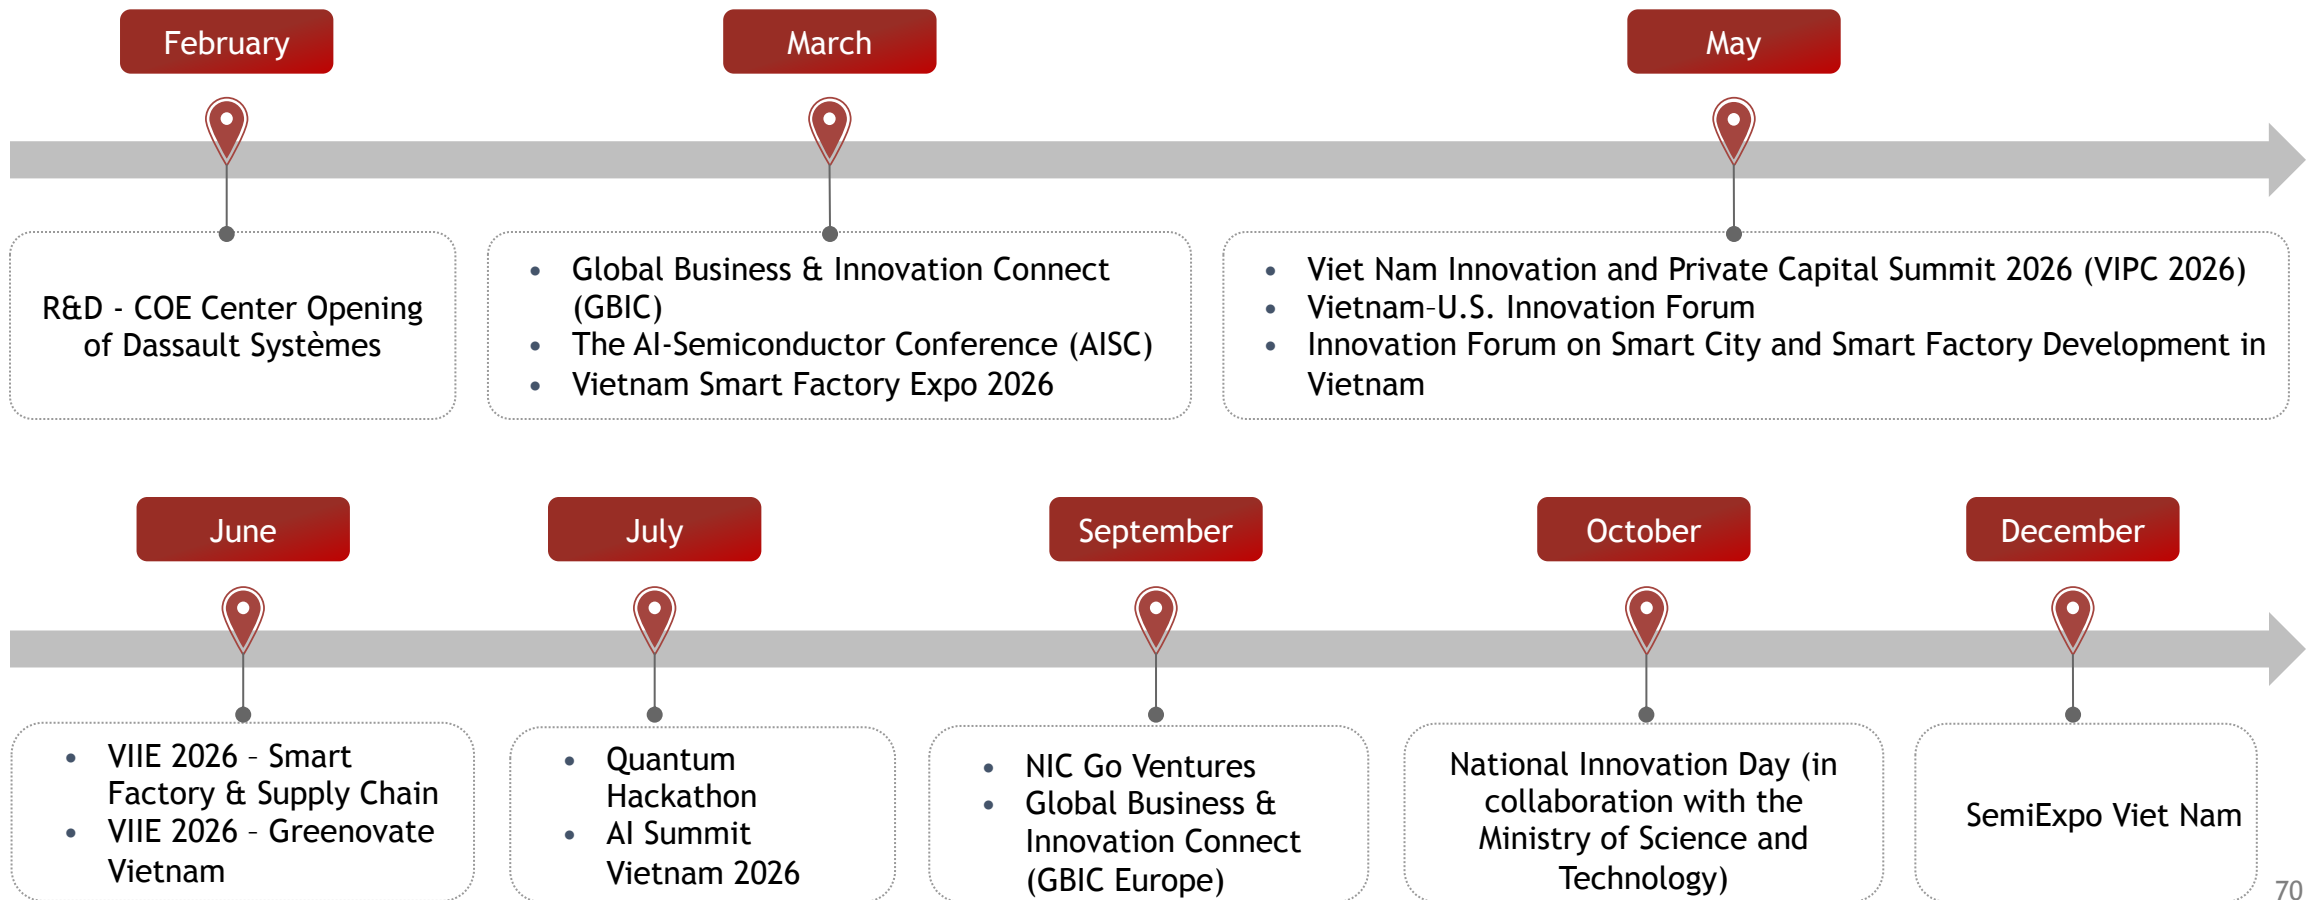 February
March
May
R&D - COE Center Opening
of Dassault Systèmes
• Global Business & Innovation Connect
(GBIC)
• The AI-Semiconductor Conference (AISC)
• Vietnam Smart Factory Expo 2026
• Viet Nam Innovation and Private Capital Summit 2026 (VIPC 2026)
• Vietnam–U.S. Innovation Forum
• Innovation Forum on Smart City and Smart Factory Development in
Vietnam
June
July
September
October
December
• VIIE 2026 – Smart
Factory & Supply Chain
• VIIE 2026 – Greenovate
Vietnam
• Quantum
Hackathon
• AI Summit
Vietnam 2026
• NIC Go Ventures
• Global Business &
Innovation Connect
(GBIC Europe)
National Innovation Day (in
collaboration with the
Ministry of Science and
Technology)
SemiExpo Viet Nam
70